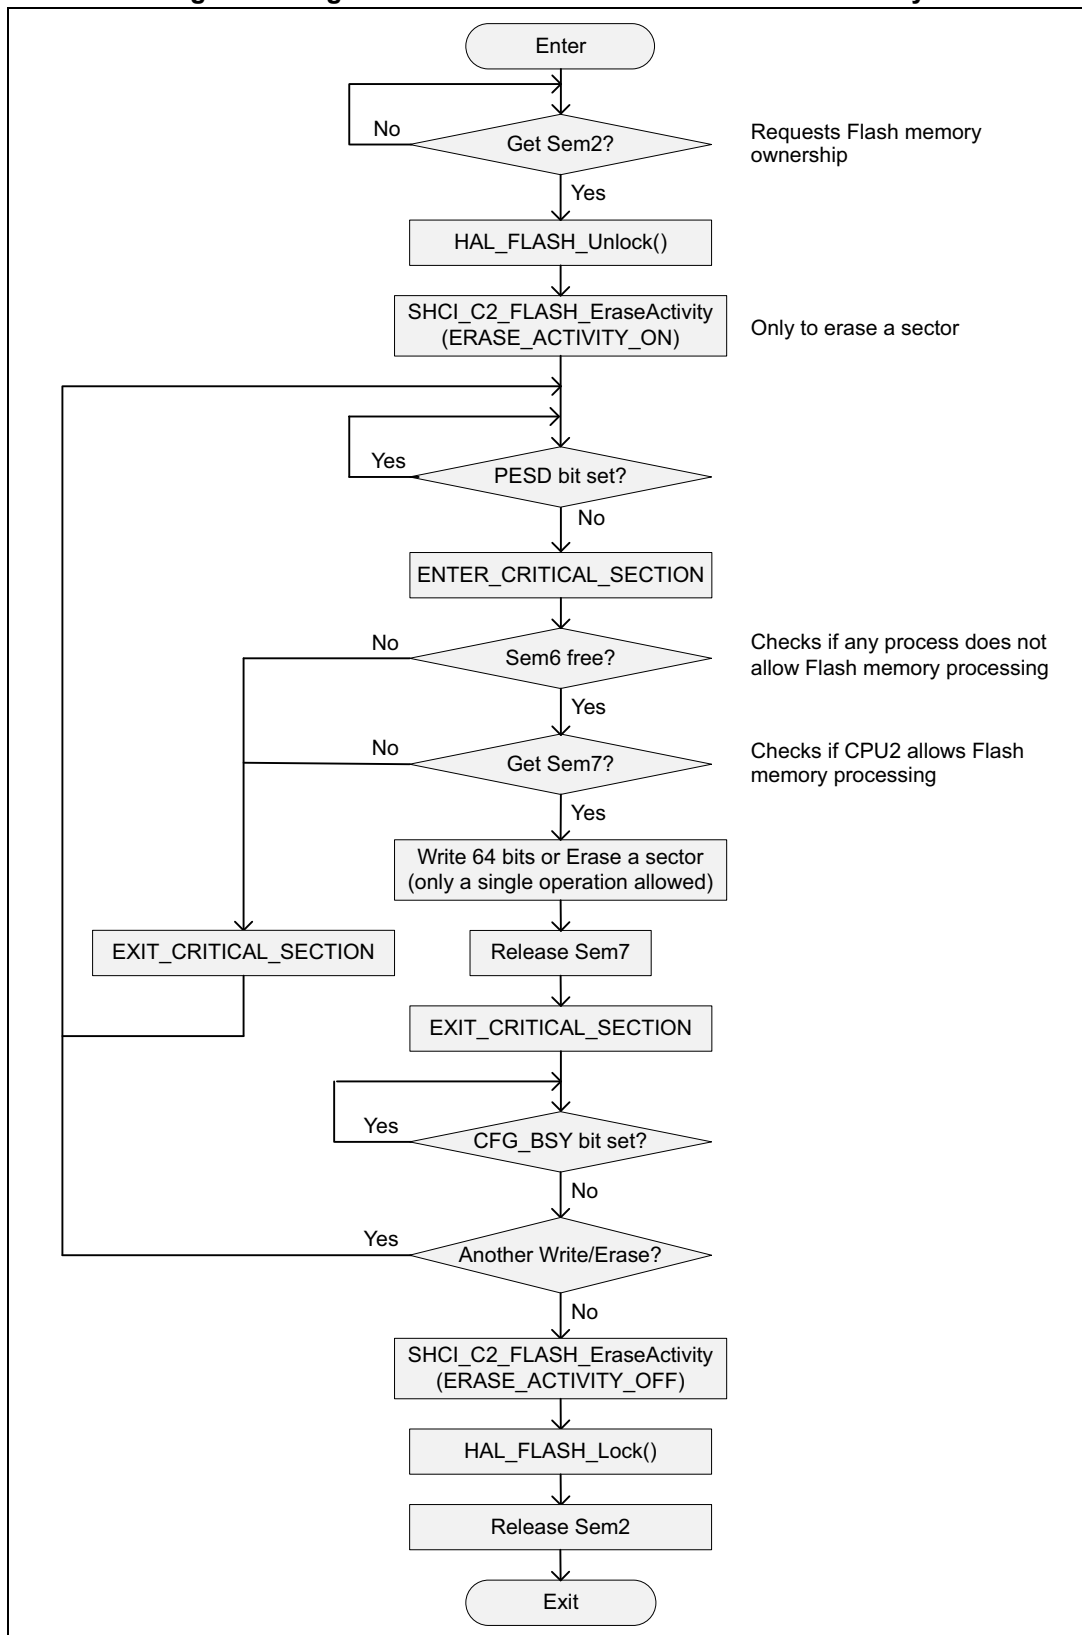 Enter
No
Get Sem2?
Requests Flash memory
ownership
Yes
HAL_FLASH_Unlock()
SHCI_C2_FLASH_EraseActivity
(ERASE_ACTIVITY_ON)
Only to erase a sector
Yes
PESD bit set?
No
ENTER_CRITICAL_SECTION
No
Sem6 free?
Checks if any process does not
allow Flash memory processing
Yes
No
Get Sem7?
Checks if CPU2 allows Flash
memory processing
Yes
Write 64 bits or Erase a sector
(only a single operation allowed)
EXIT_CRITICAL_SECTION
Release Sem7
EXIT_CRITICAL_SECTION
Yes
CFG_BSY bit set?
No
Yes
Another Write/Erase?
No
SHCI_C2_FLASH_EraseActivity
(ERASE_ACTIVITY_OFF)
HAL_FLASH_Lock()
Release Sem2
Exit